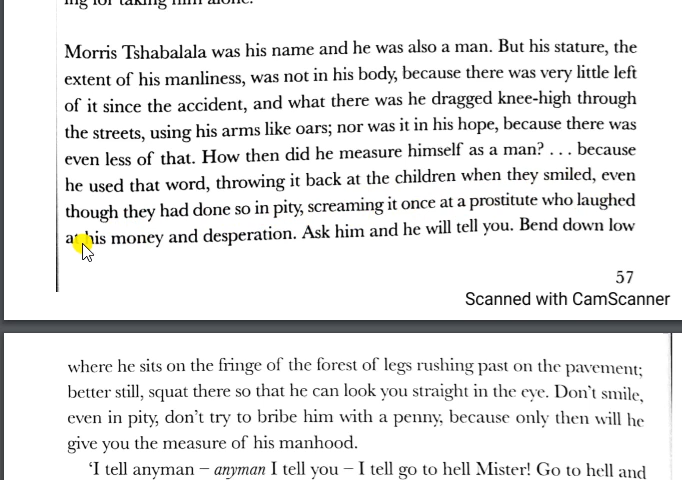 ing for taking him alone.
Morris Tshabalala was his name and he was also a man. But his stature, the
extent of his manliness, was not in his body, because there was very little left
of it since the accident, and what there was he dragged knee-high through
the streets, using his arms like oars; nor was it in his hope, because there was
even less of that. How then did he measure himself as a man? . . . because
he used that word, throwing it back at the children when they smiled, even
though they had done so in pity, screaming it once at a prostitute who laughed
at his money and desperation. Ask him and he will tell you. Bend down low
57
Scanned with CamScanner
where he sits on the fringe of the forest of legs rushing past on the pavement;
better still, squat there so that he can look you straight in the eye. Don't smile,
even in pity, don't try to bribe him with a penny, because only then will he
give you the measure of his manhood.
‘I tell anyman – anyman I tell you – I tell go to hell Mister! Go to hell and